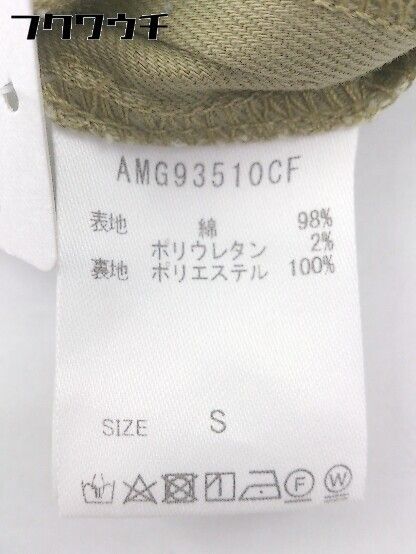 フクワウチ
AMG93510CF
表地 綿 98%
ポリウレタン 2%
裏地 ポリエステル 100%
SIZE S
F W